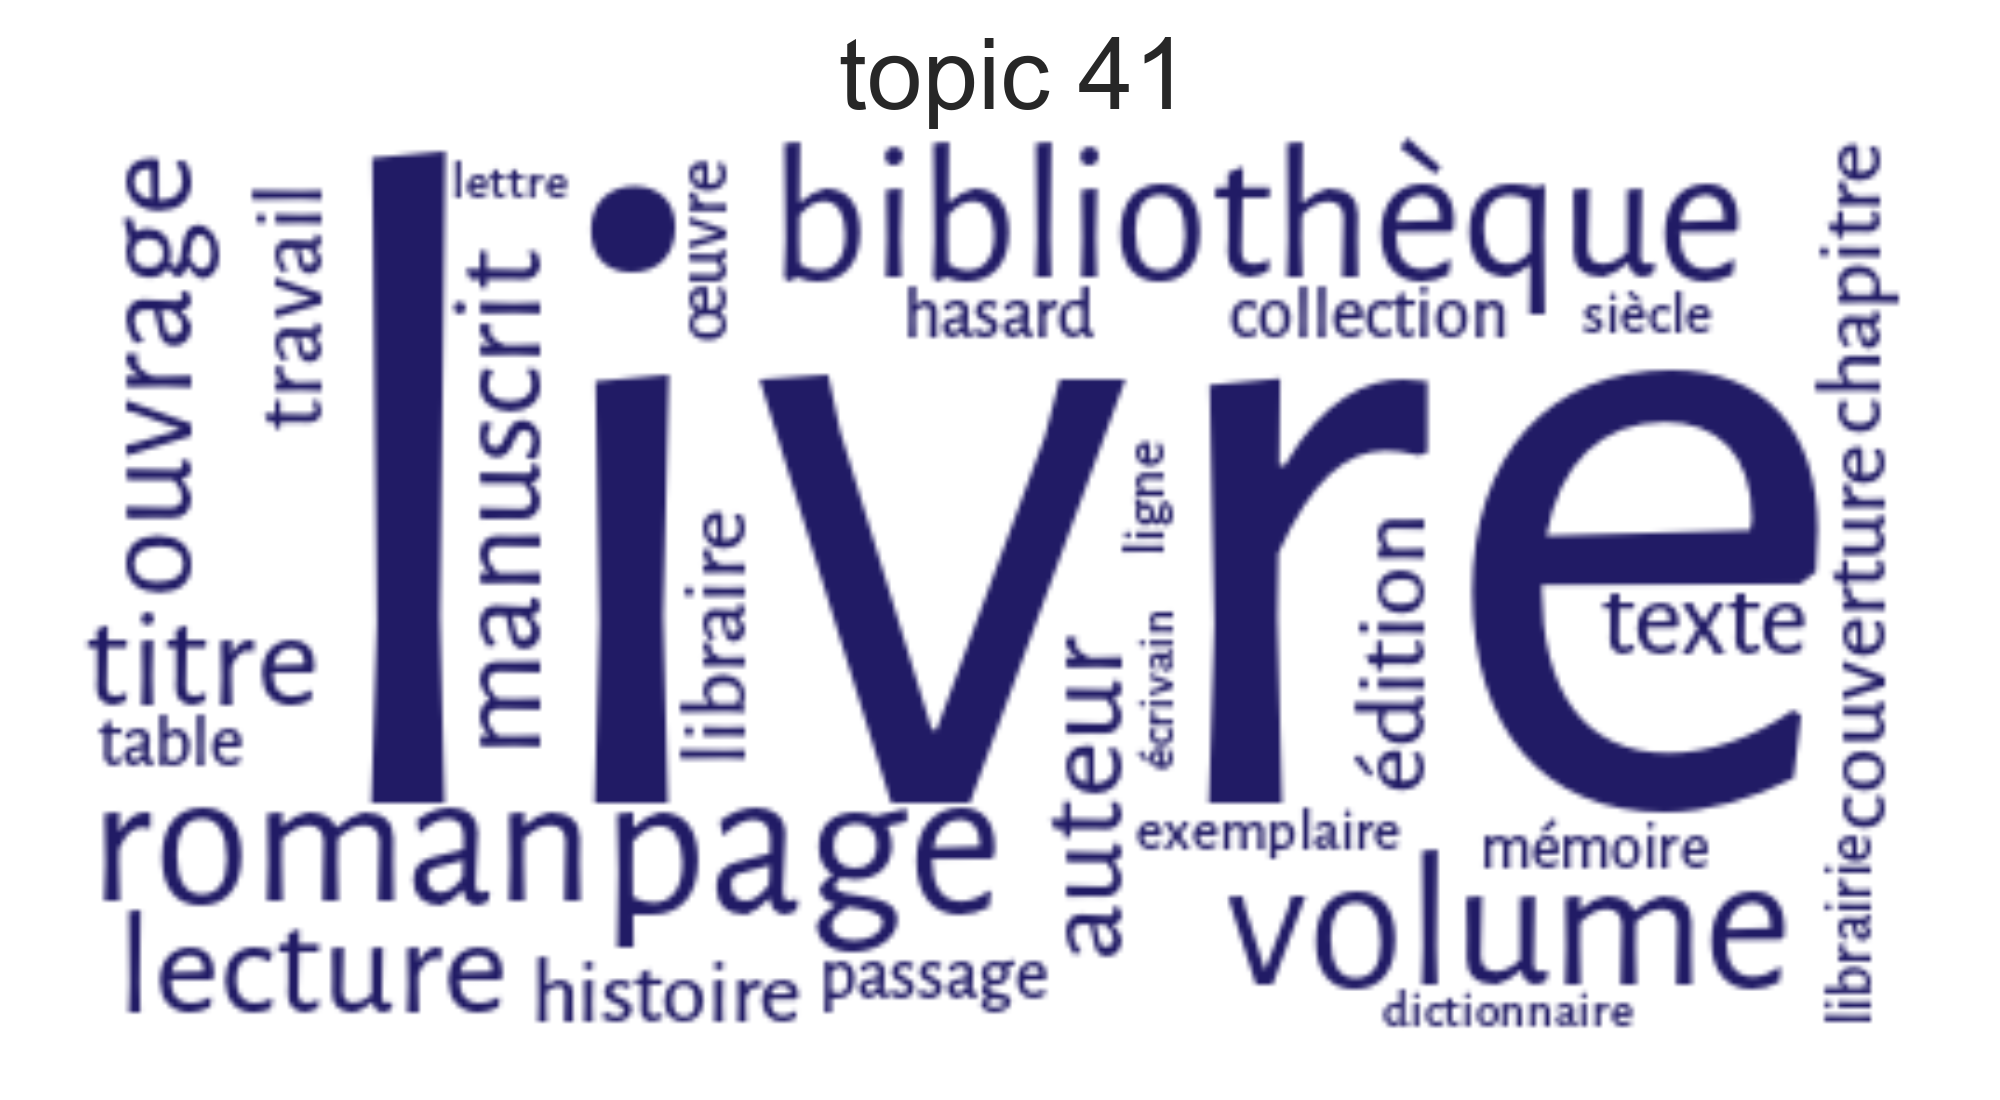 topic 41
ouvrage
travail
lettre
œuvre
bibliothèque
chapitre
manuscrit
hasard
collection
siècle
livre
ligne
libraire
édition
texte
couverture
titre
table
auteur
écrivain
roman
page
exemplaire
mémoire
librairie
lecture
histoire
passage
volume
dictionnaire